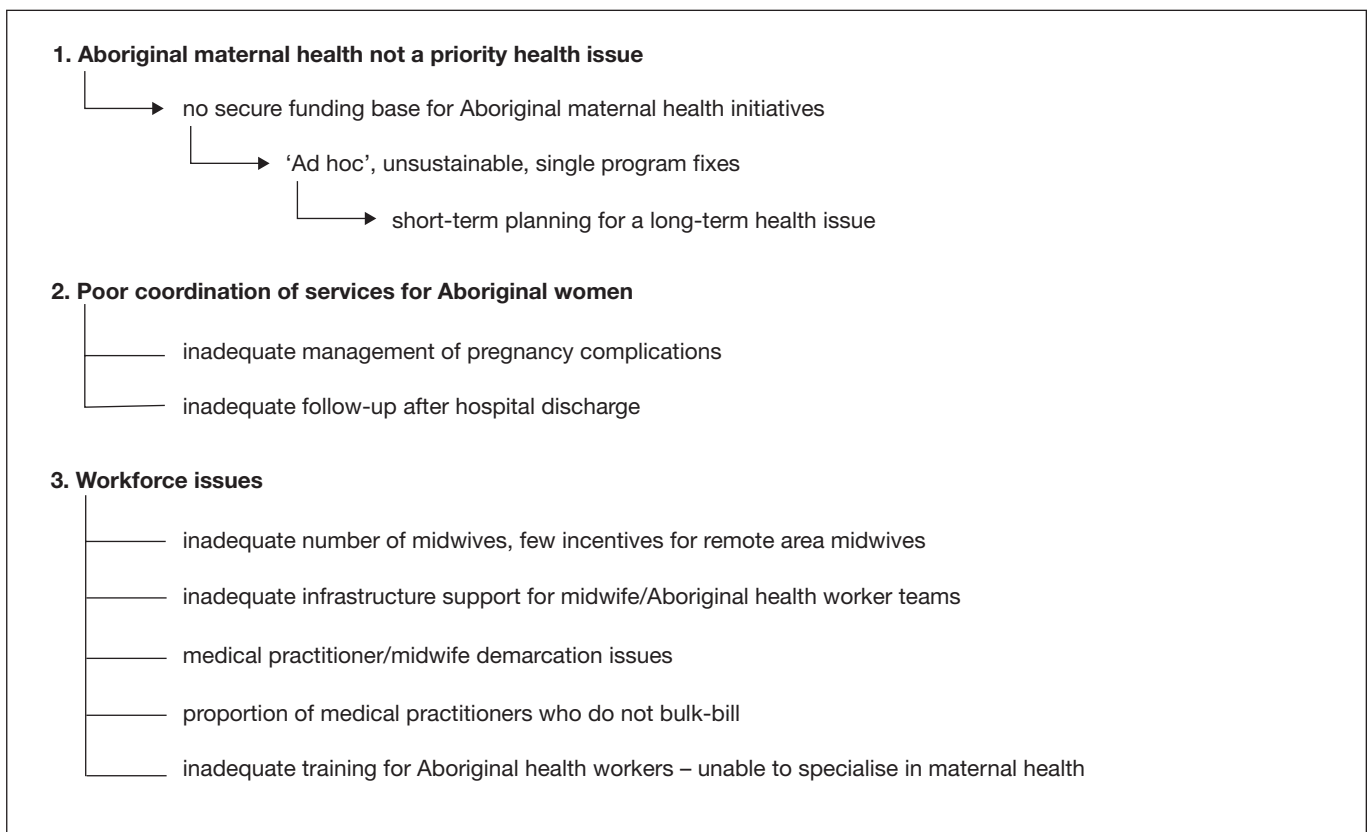 1. Aboriginal maternal health not a priority health issue
no secure funding base for Aboriginal maternal health initiatives
‘Ad hoc’, unsustainable, single program fixes
short-term planning for a long-term health issue
2. Poor coordination of services for Aboriginal women
inadequate management of pregnancy complications
inadequate follow-up after hospital discharge
3. Workforce issues
inadequate number of midwives, few incentives for remote area midwives
inadequate infrastructure support for midwife/Aboriginal health worker teams
medical practitioner/midwife demarcation issues
proportion of medical practitioners who do not bulk-bill
inadequate training for Aboriginal health workers – unable to specialise in maternal health